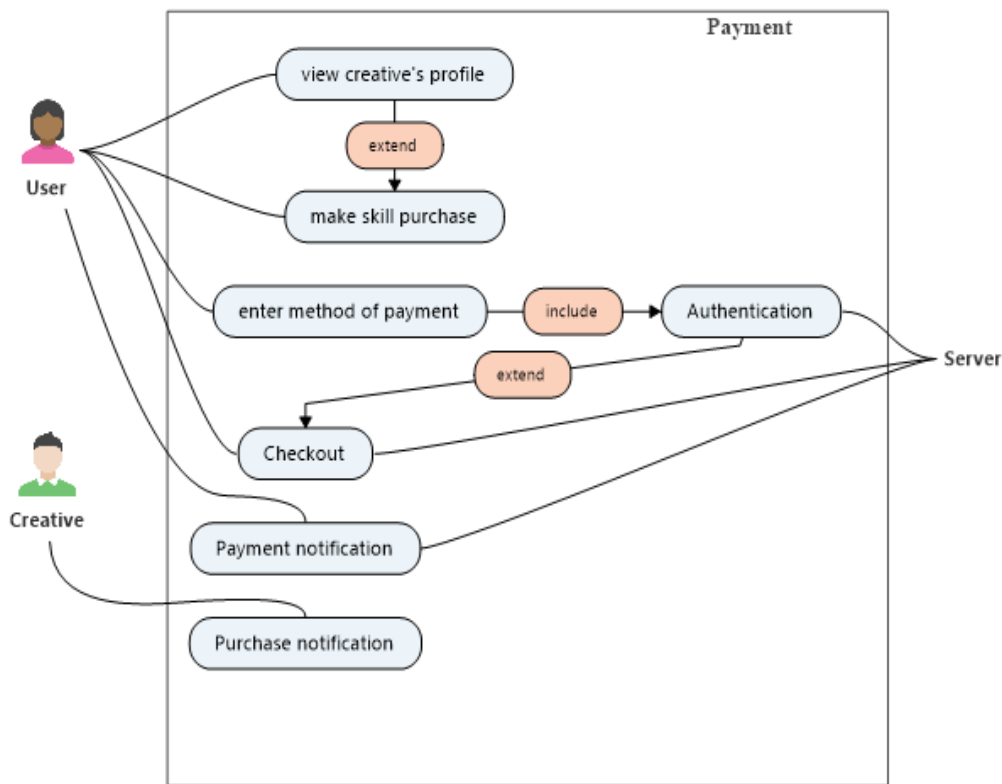 Payment
view creative's profile
extend
User
make skill purchase
enter method of payment
include
Authentication
Server
extend
Checkout
Creative
Payment notification
Purchase notification